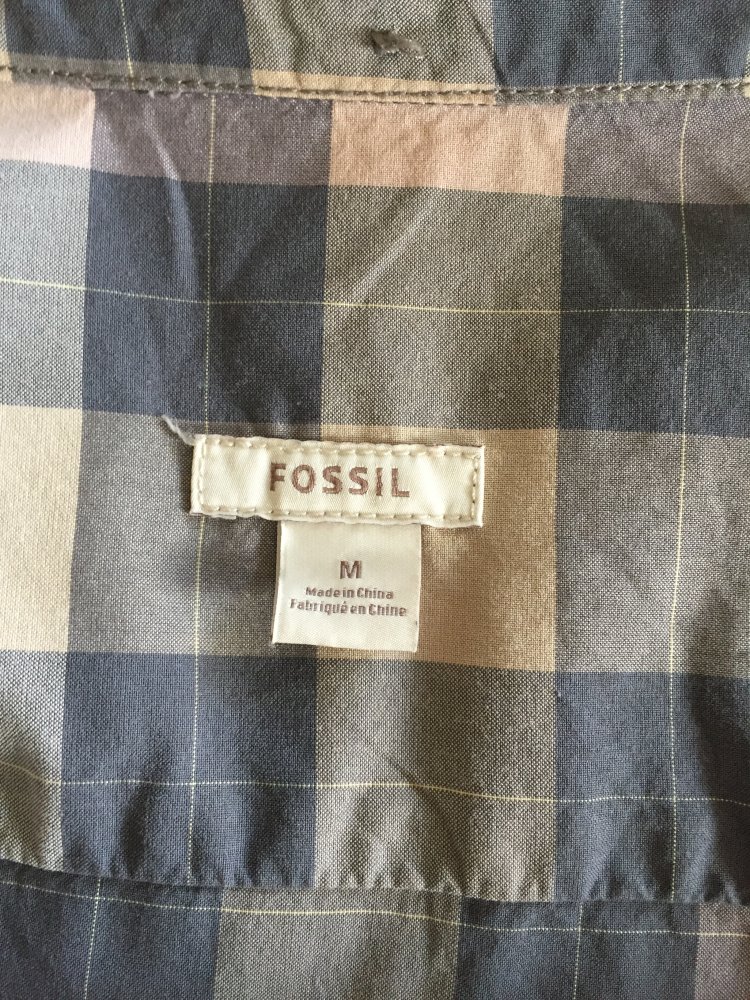 FOSSIL
M
Made in China
Fabriqué en Chine